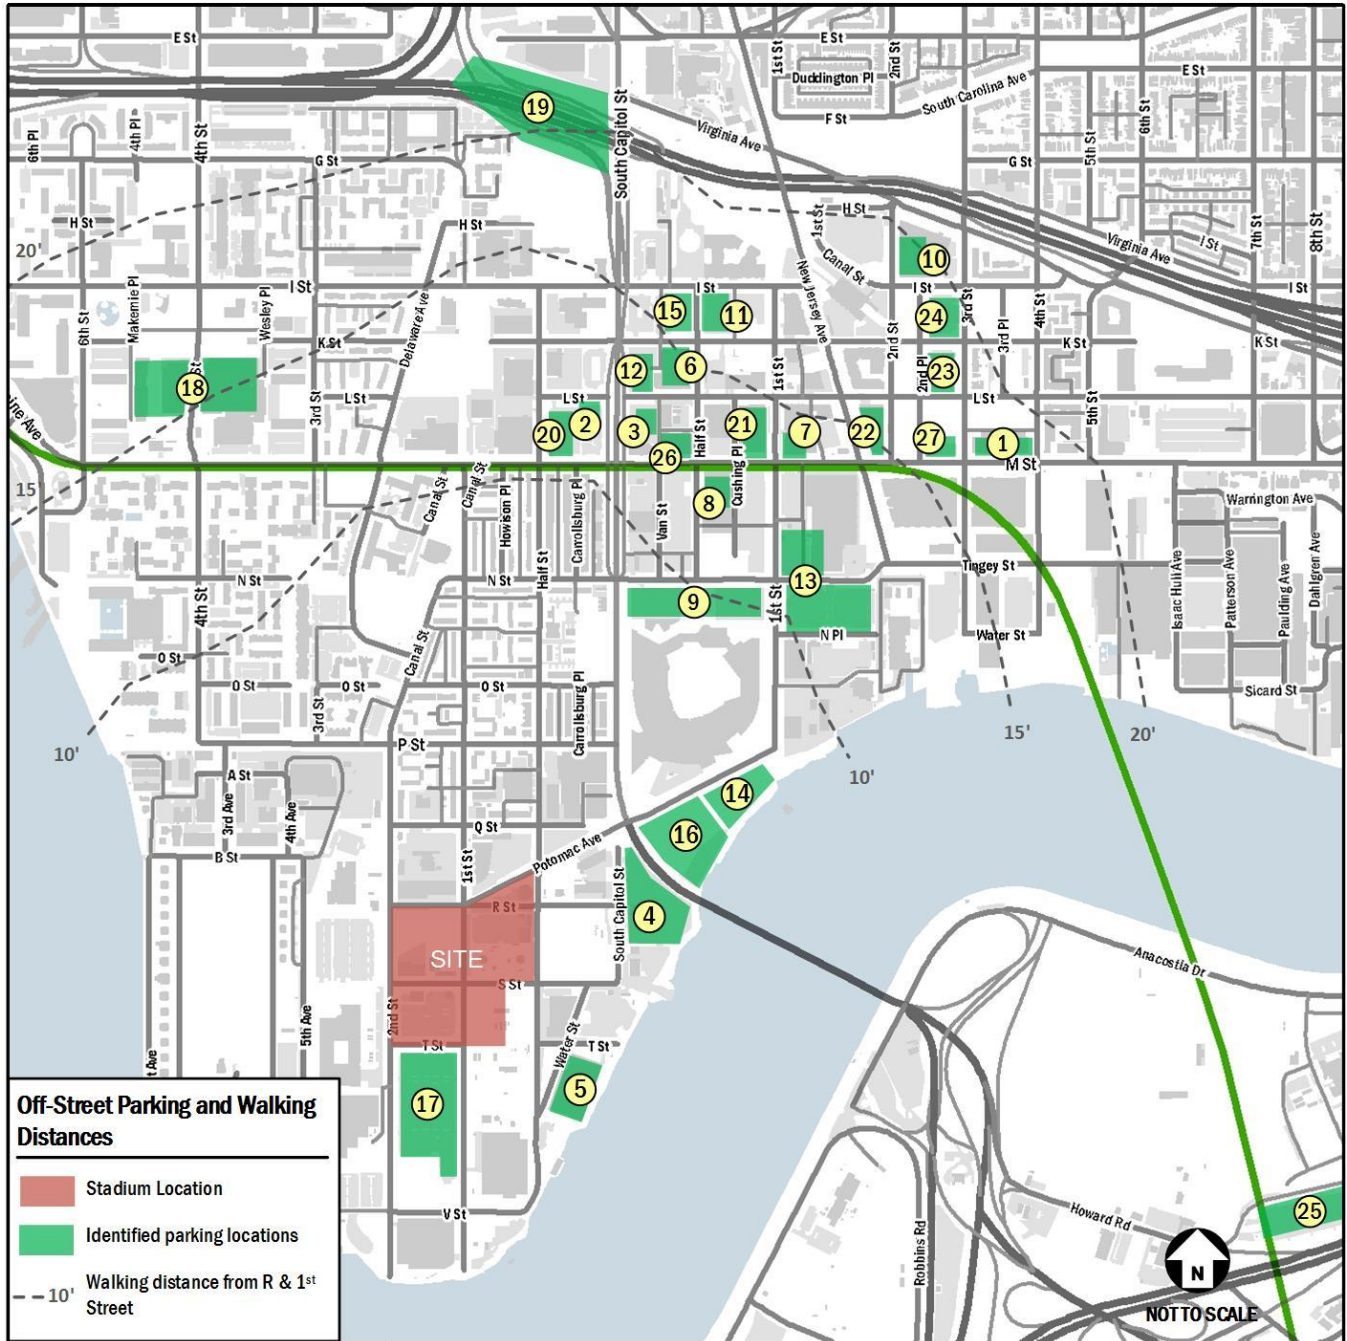 E St
E St
1st St
2nd St
Duddington Pl
E St
South Carolina Ave
F St
19
6th Pl
4th Pl
4th St
G St
South Capitol St
Virginia Ave
G St
5th St
6th St
H St
H St
1st St
H St
I St
7th St
8th St
Virginia Ave
20'
10
Canal St
New Jersey Ave
I St
I St
I St
I St
6th St
Makemie Pl
Wesley Pl
Delaware Ave
15
11
24
3rd St
3rd Pl
4th St
K St
K St
K St
18
St
12
6
1st St
2nd St
2nd Pl
23
3rd St
L St
L St
L St
5th St
ine Ave
20
2
3
26
Half St
21
Cushing Pl
7
22
27
1
M St
15'
Canal St
Canal St
Howison Pl
Half St
Carrollsburg Pl
Van St
8
Warrington Ave
N St
N St
Tingey St
Isaac Hull Ave
Patterson Ave
Paulding Ave
Dahlgren Ave
4th St
9
1st St
13
N Pl
Water St
Canal St
O St
O St
O St
O St
Sicard St
3rd St
Carrollsburg Pl
10'
P St
15'
20'
10'
A St
3rd Ave
4th Ave
14
Q St
16
B St
1st St
Potomac Ave
R St
South Capitol St
4
SITE
Anacostia Dr
S St
2nd St
5th Ave
t Ave
T St
Water St
T St
17
5
Off-Street Parking and Walking
Distances
Stadium Location
Identified parking locations
10'
Walking distance from R & 1st
Street
V St
Robbins Rd
Howard Rd
25
N
NOT TO SCALE